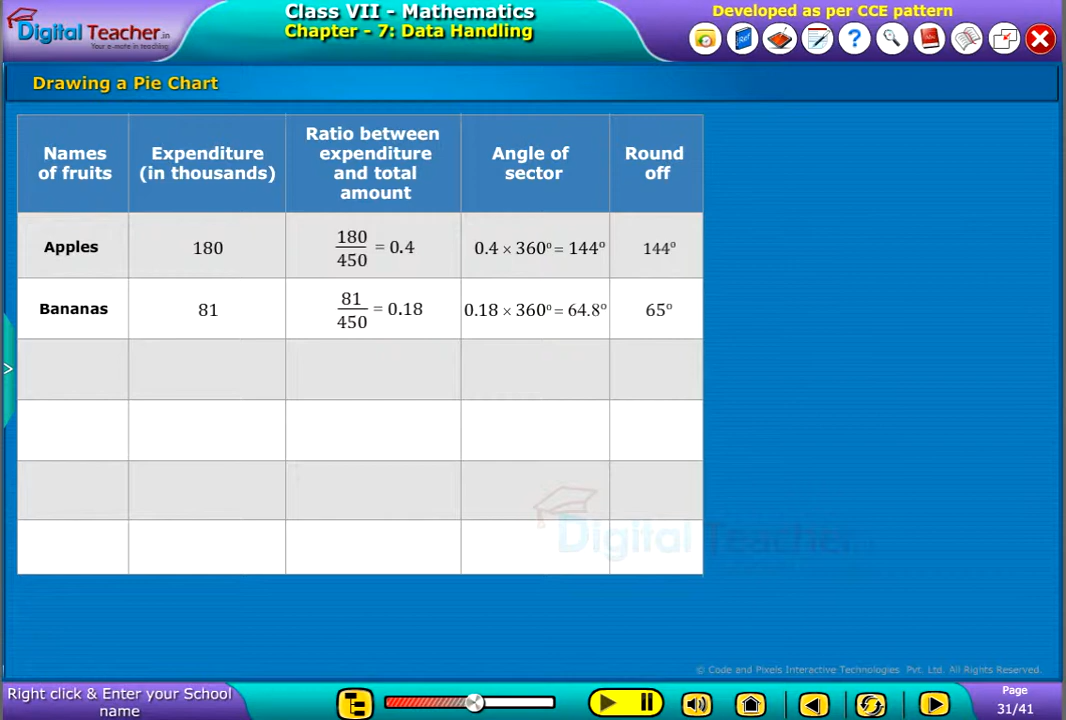 Digital Teacher.in
Your e-mate in teaching
Class VII - Mathematics
Chapter - 7: Data Handling
Developed as per CCE pattern
Drawing a Pie Chart
Names of fruits
Expenditure (in thousands)
Ratio between expenditure and total amount
Angle of sector
Round off
Apples
180
180/450 = 0.4
0.4 × 360° = 144°
144°
Bananas
81
81/450 = 0.18
0.18 × 360° = 64.8°
65°
Digital Teacher
© Code and Pixels Interactive Technologies Pvt. Ltd. All Rights Reserved.
Right click & Enter your School
name
Page
31/41